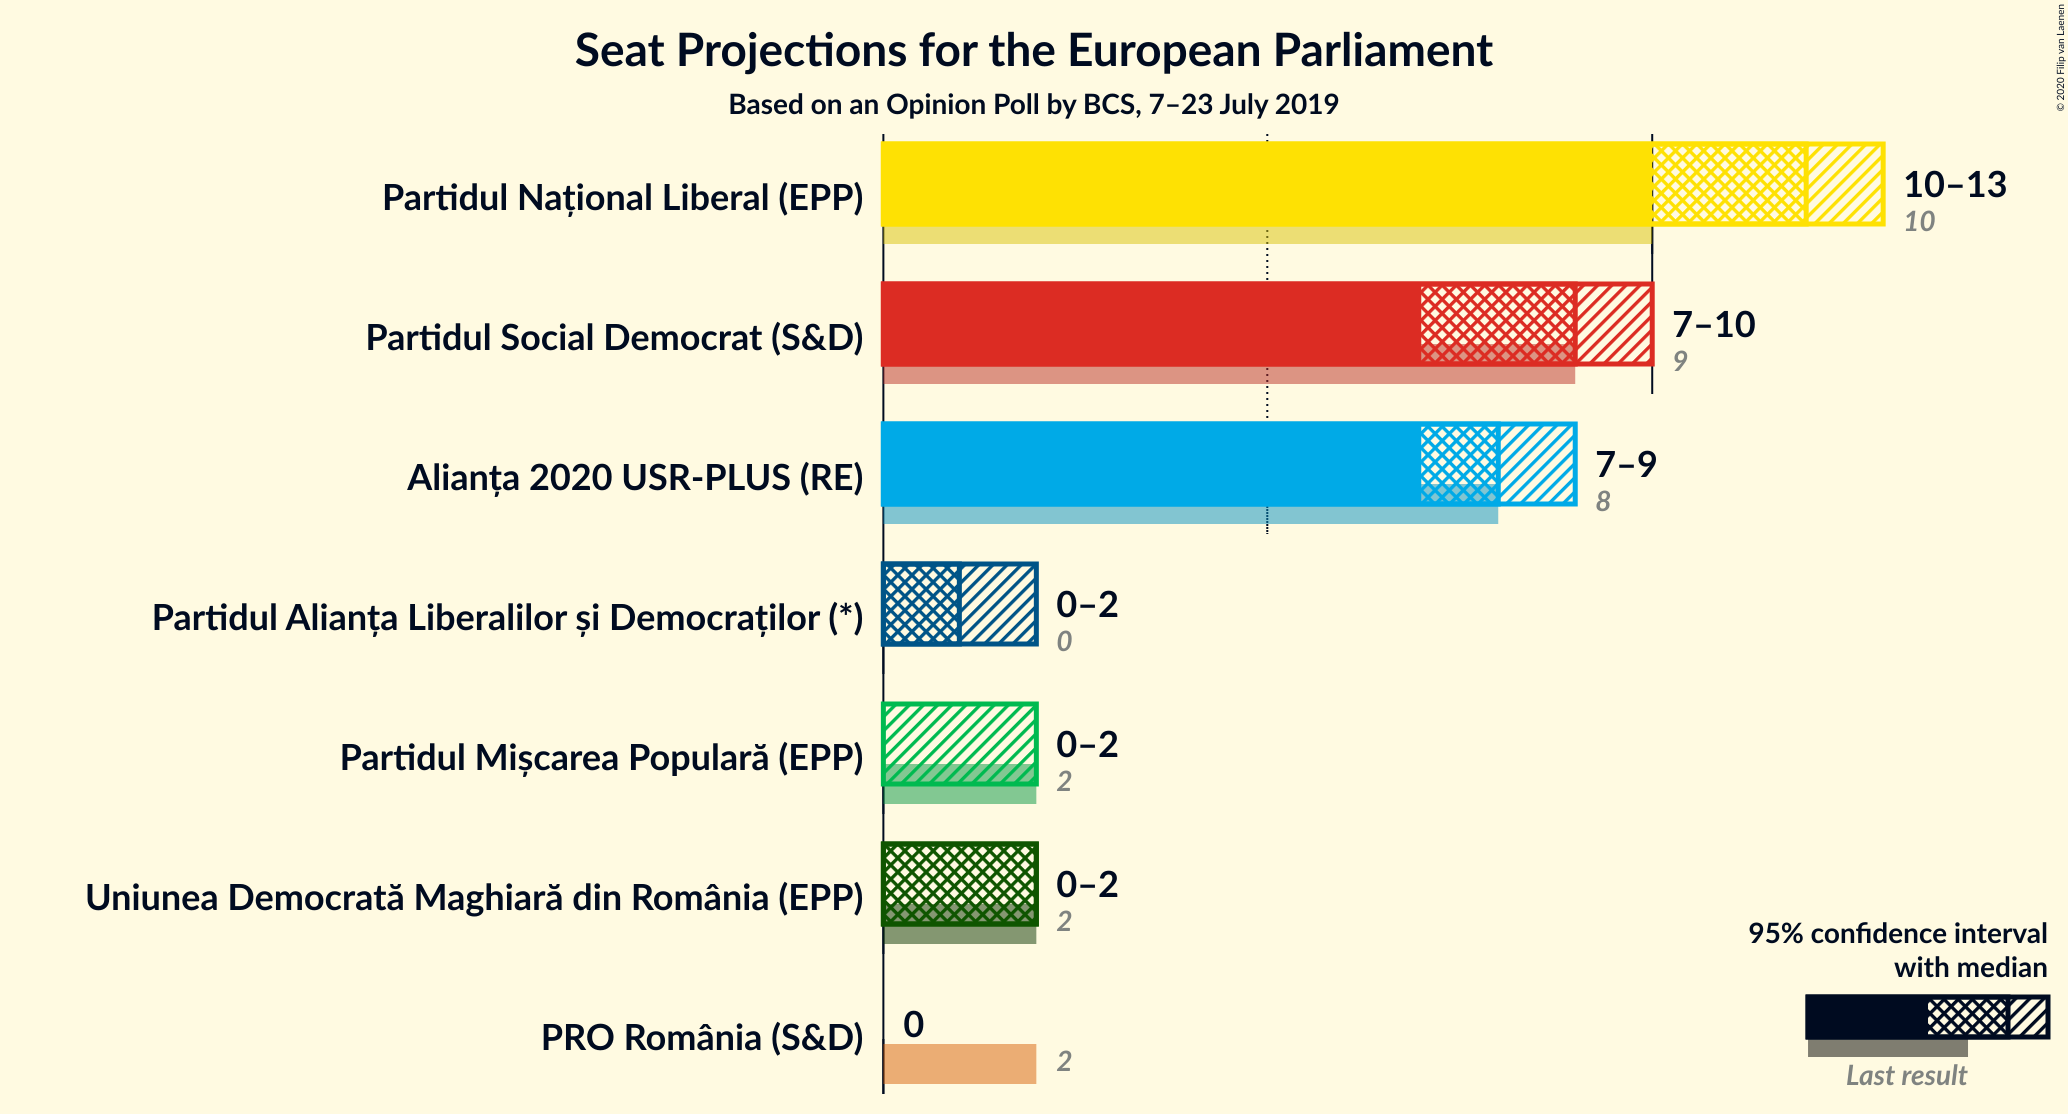 Seat Projections for the European Parliament
Based on an Opinion Poll by BCS, 7–23 July 2019
© 2020 Filip van Laenen
Partidul Național Liberal (EPP)
10–13
10
Partidul Social Democrat (S&D)
7–10
9
Alianța 2020 USR-PLUS (RE)
7–9
8
Partidul Alianța Liberalilor și Democraților (*)
0–2
0
Partidul Mișcarea Populară (EPP)
0–2
2
Uniunea Democrată Maghiară din România (EPP)
0–2
2
PRO România (S&D)
0
2
95% confidence interval
with median
Last result